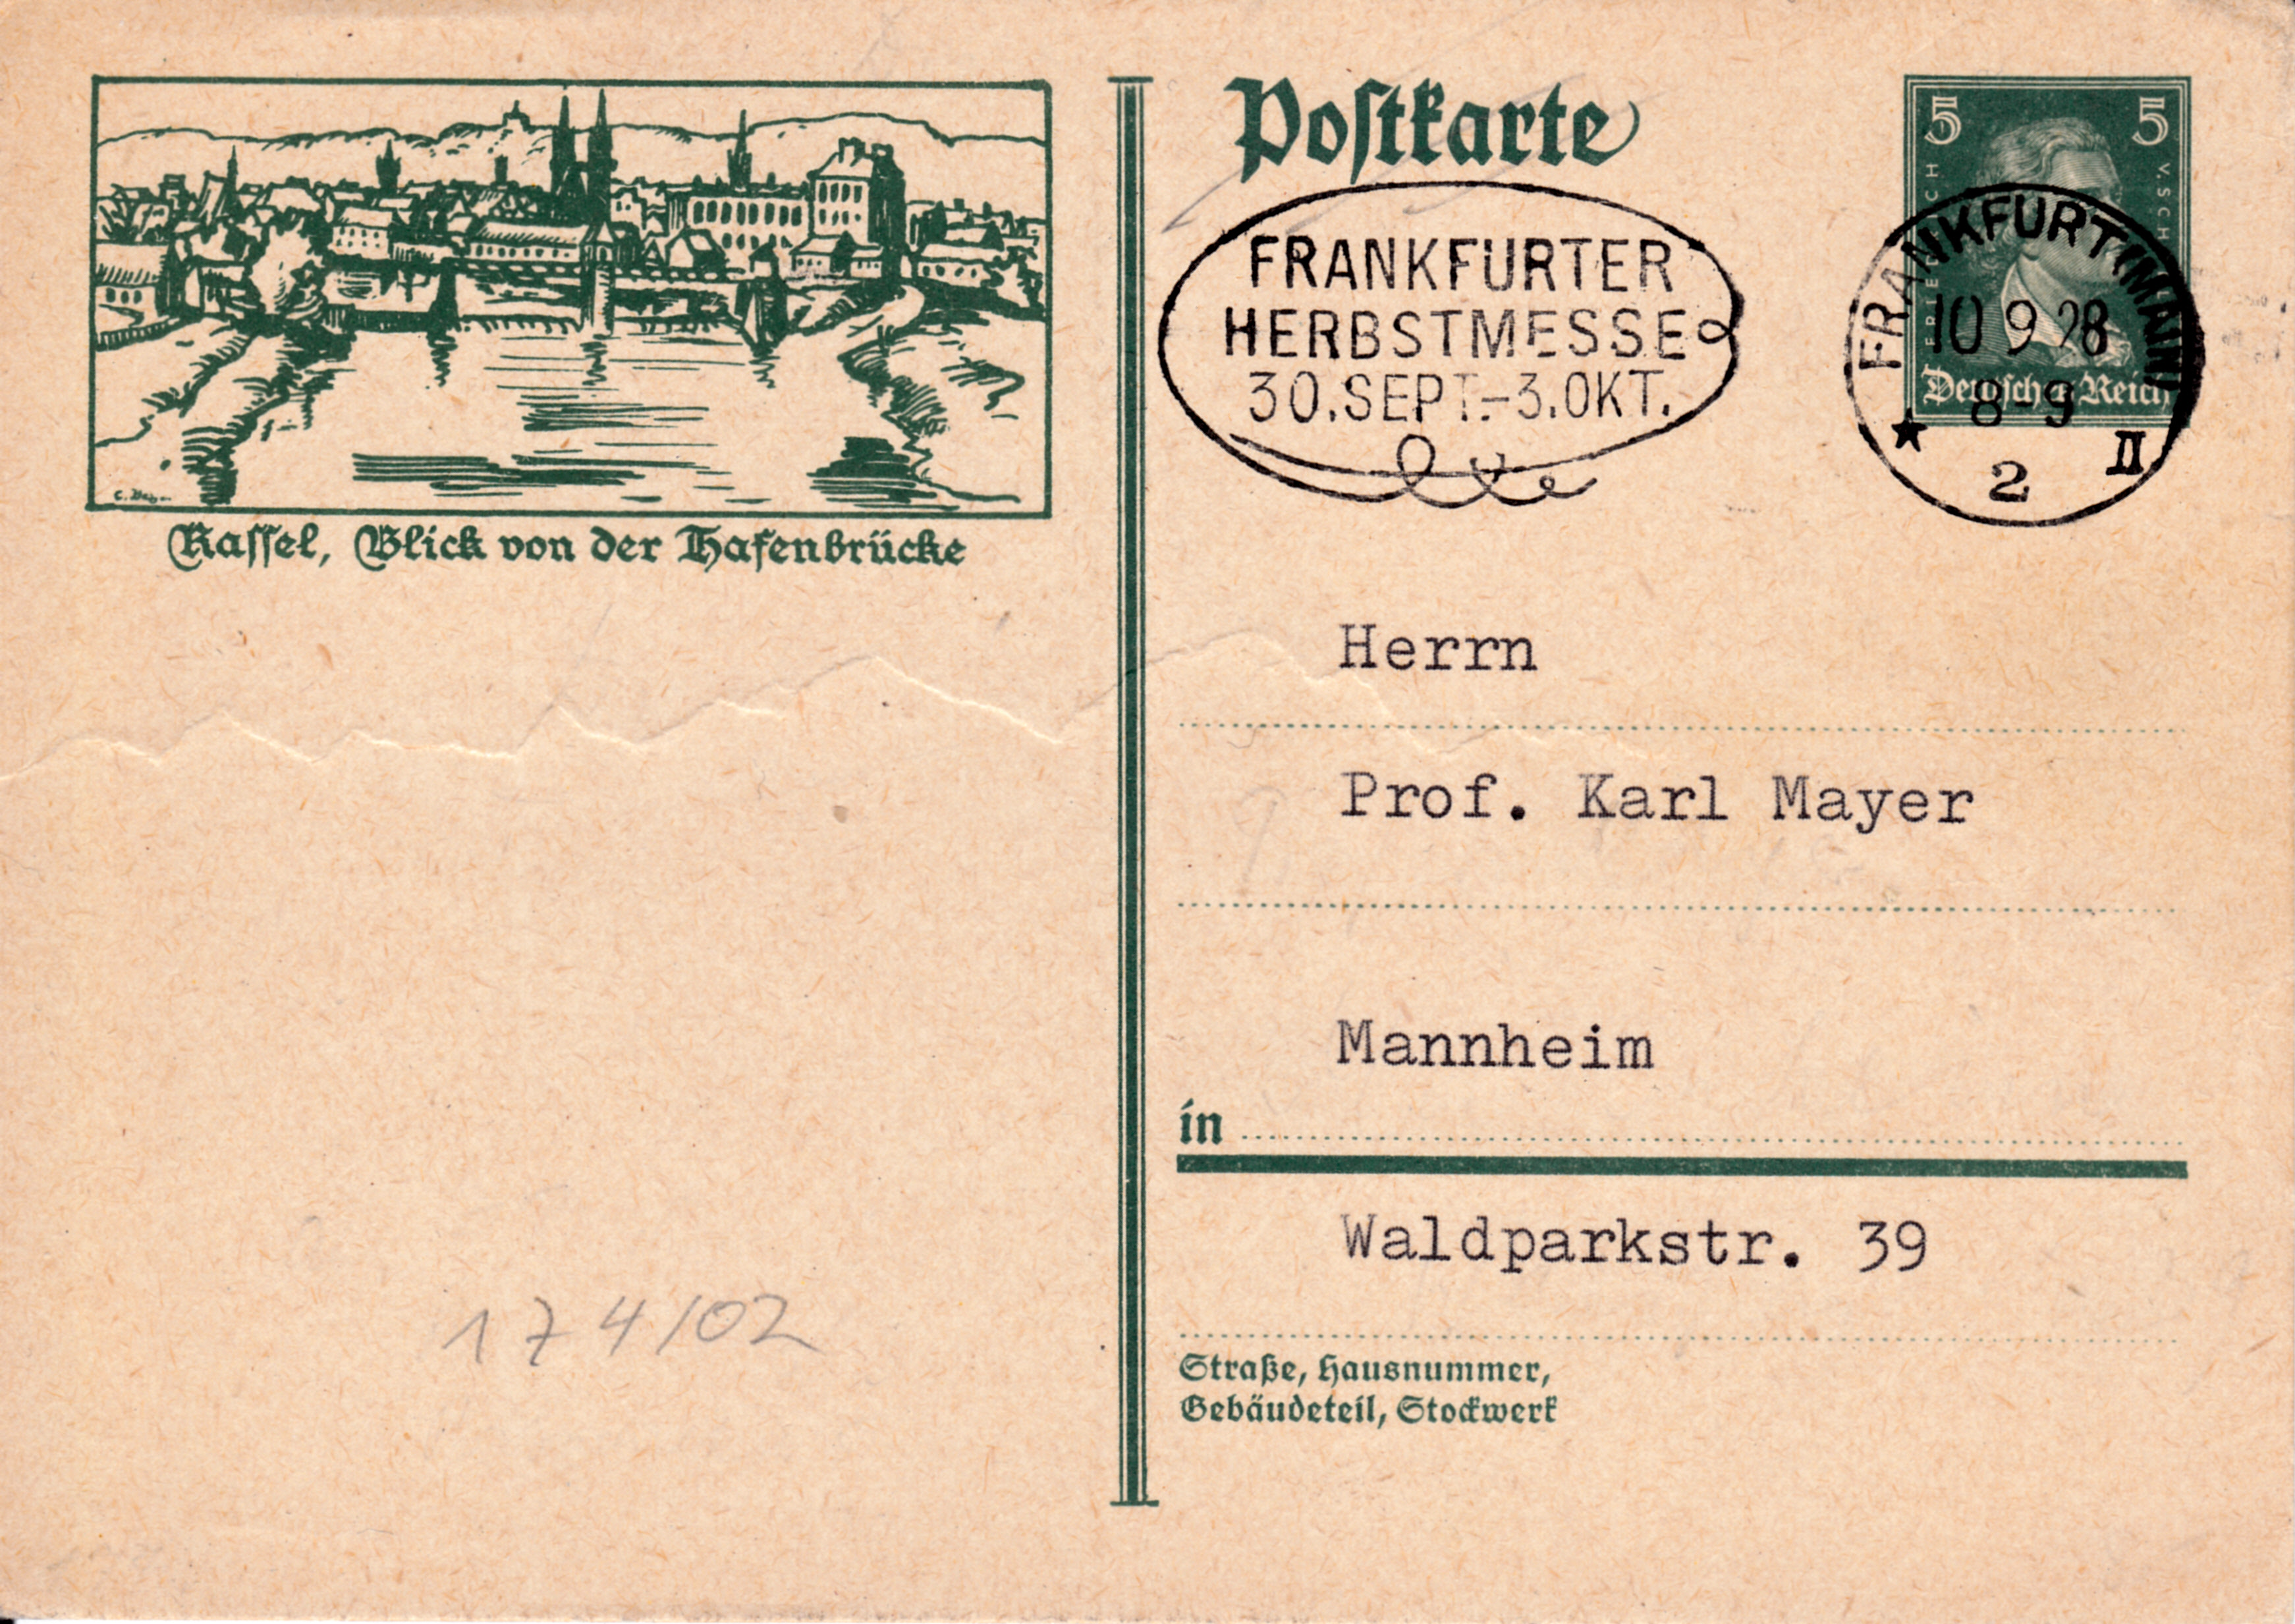 Kassel, Blick von der Hafenbrücke
174/02
Postkarte
FRANKFURTER
HERBSTMESSE
30.SEPT.-3.OKT.
5 5
FRANKFURT (MAIN)
10 9 28
8-9
Deutsches Reich
★ 2 II
Herrn
Prof. Karl Mayer
Mannheim
in
Waldparkstr. 39
Straße, Hausnummer,
Gebäudeteil, Stockwerk